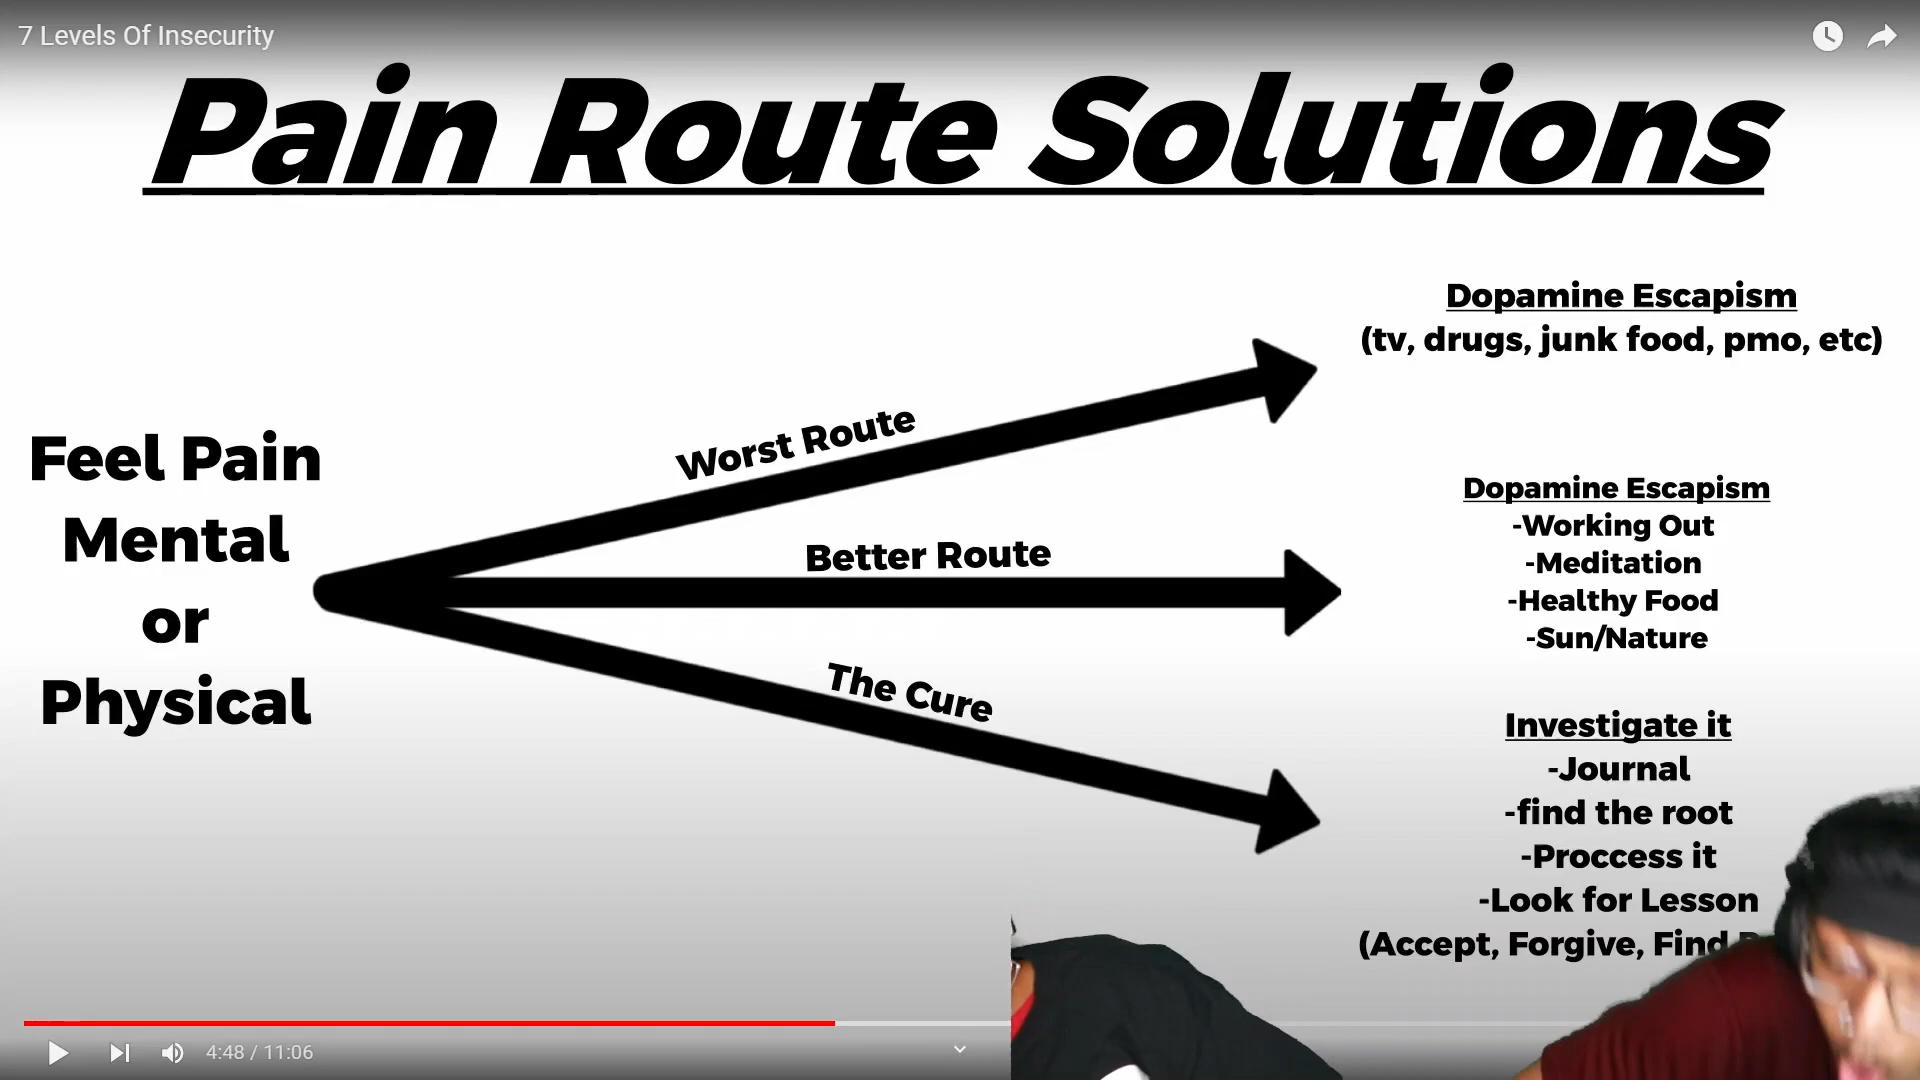 7 Levels Of Insecurity
Pain Route Solutions
Dopamine Escapism
(tv, drugs, junk food, pmo, etc)
Worst Route
Feel Pain
Mental
or
Physical
Better Route
Dopamine Escapism
-Working Out
-Meditation
-Healthy Food
-Sun/Nature
The Cure
Investigate it
-Journal
-find the root
-Proccess it
-Look for Lesson
(Accept, Forgive, Find
4:48 / 11:06